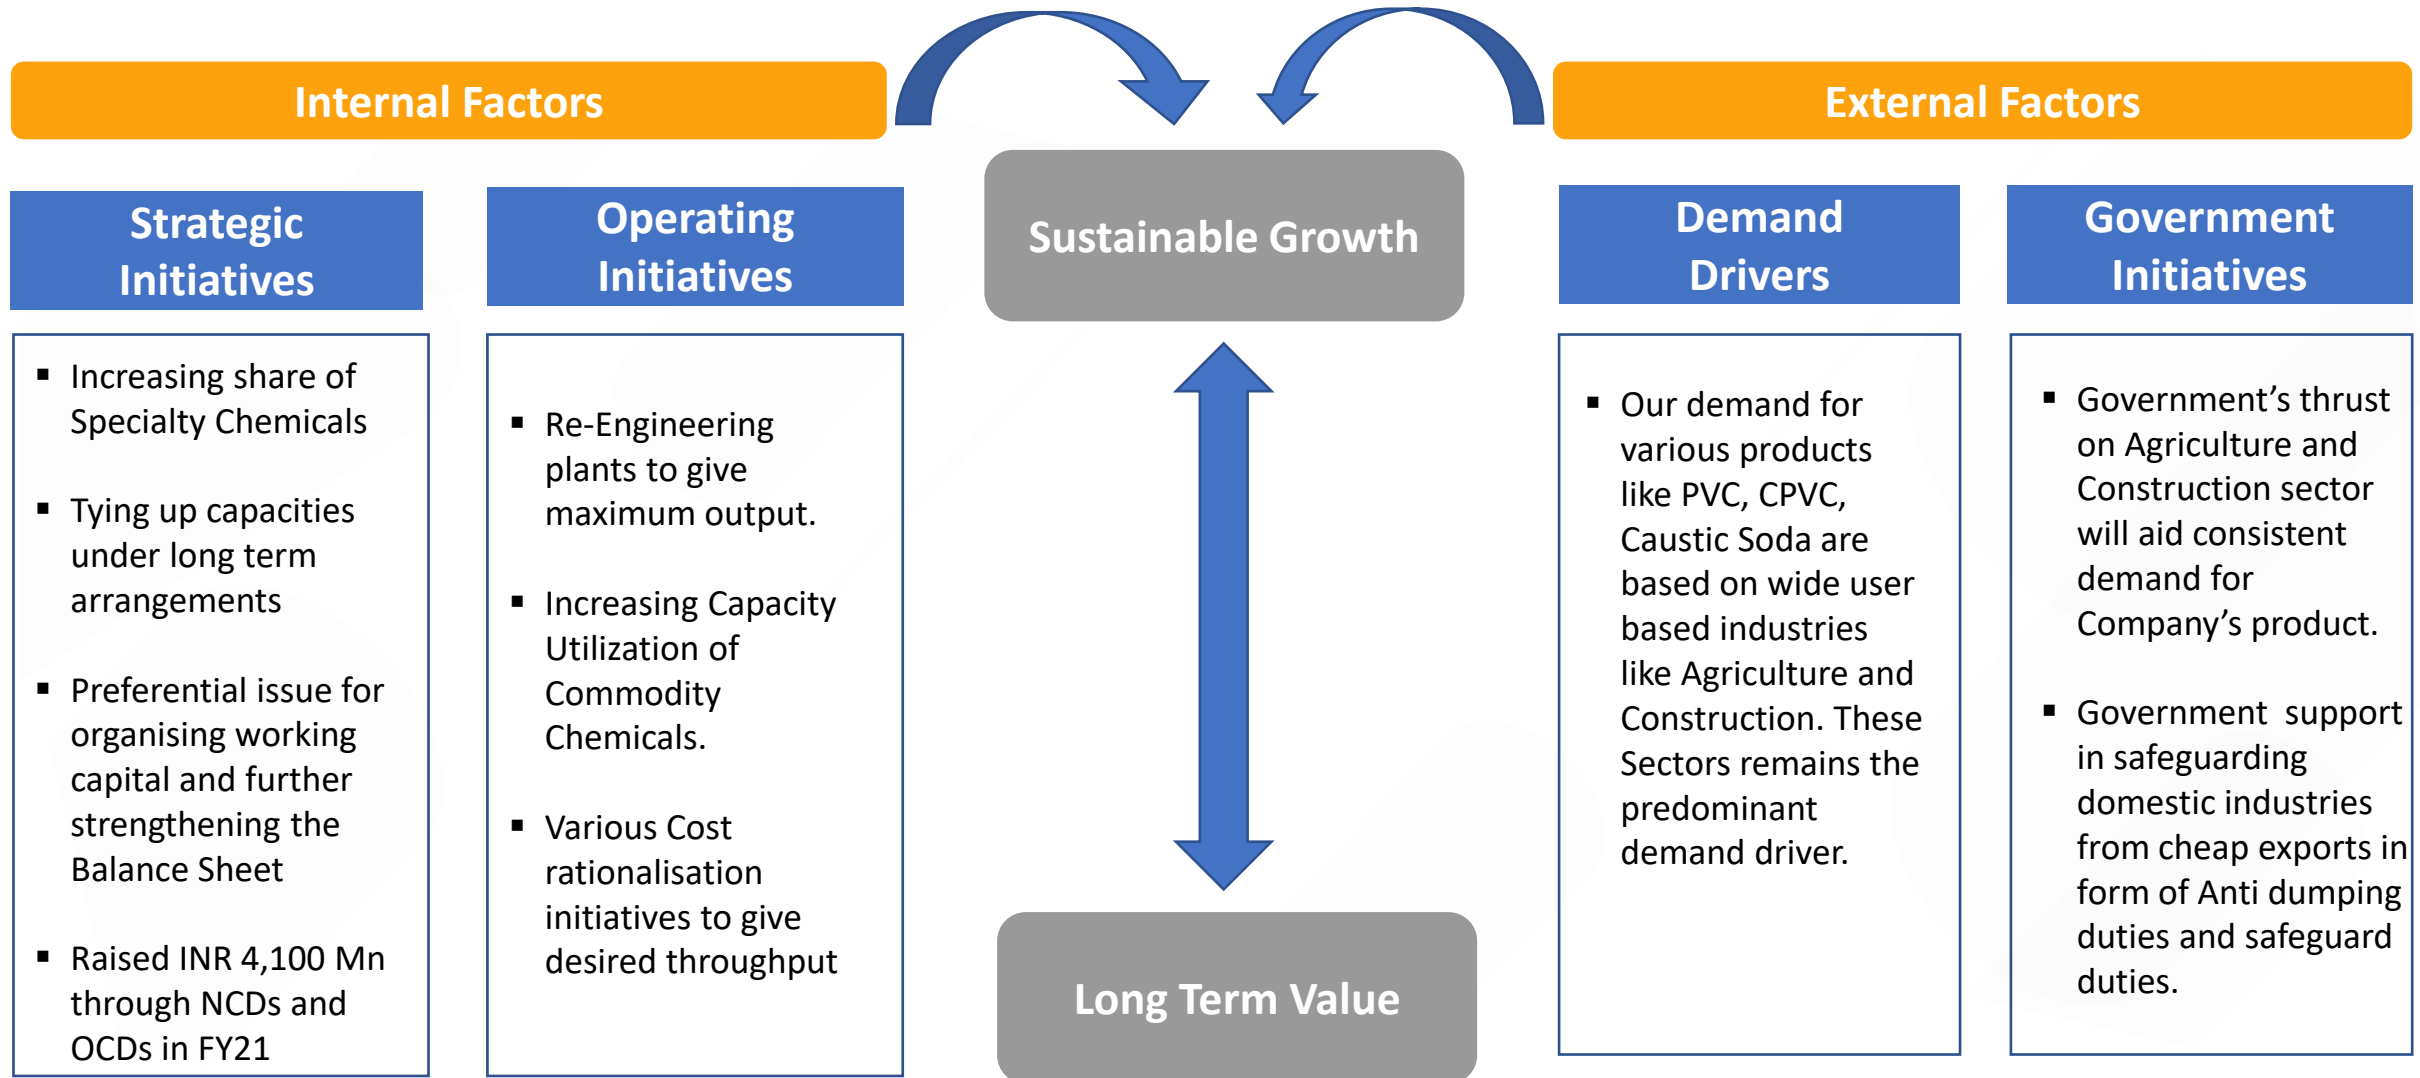 Internal Factors
External Factors
Strategic
Initiatives
▪ Increasing share of
Specialty Chemicals
▪ Tying up capacities
under long term
arrangements
▪ Preferential issue for
organising working
capital and further
strengthening the
Balance Sheet
▪ Raised INR 4,100 Mn
through NCDs and
OCDs in FY21
Operating
Initiatives
▪ Re-Engineering
plants to give
maximum output.
▪ Increasing Capacity
Utilization of
Commodity
Chemicals.
▪ Various Cost
rationalisation
initiatives to give
desired throughput
Sustainable Growth
Long Term Value
Demand
Drivers
▪ Our demand for
various products
like PVC, CPVC,
Caustic Soda are
based on wide user
based industries
like Agriculture and
Construction. These
Sectors remains the
predominant
demand driver.
Government
Initiatives
▪ Government’s thrust
on Agriculture and
Construction sector
will aid consistent
demand for
Company’s product.
▪ Government support
in safeguarding
domestic industries
from cheap exports in
form of Anti dumping
duties and safeguard
duties.